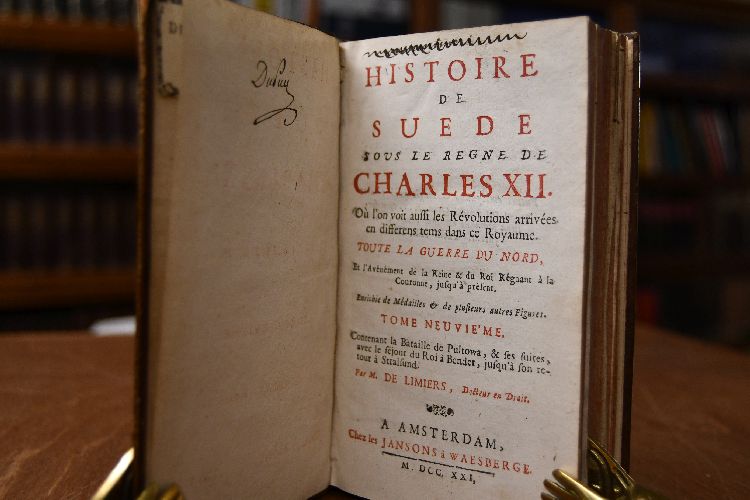 Dupuy
HISTOIRE
DE
SUEDE
SOUS LE REGNE DE
CHARLES XII.
Où l'on voit aussi les Révolutions arrivées
en differens tems dans ce Royaume.
TOUTE LA GUERRE DU NORD,
Et l'Avénement de la Reine & du Roi Régnant à la
Couronne, jusqu'à présent.
Enrichie de Médailles & de plusieurs autres Figures.
TOME NEUVIE'ME.
Contenant la Bataille de Pultowa, & ses suites,
avec le séjour du Roi à Bender, jusqu'à son re-
tour à Stralsund.
Par M. DE LIMIERS, Docteur en Droit.
A AMSTERDAM,
Chez les JANSONS à WAESBERGE.
M. DCC. XXI,